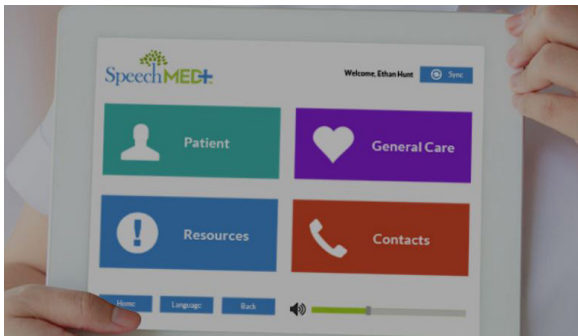 SpeechMED+
Welcome, Ethan Hunt
Sync
Patient
General Care
Resources
Contacts
Home
Language
Back